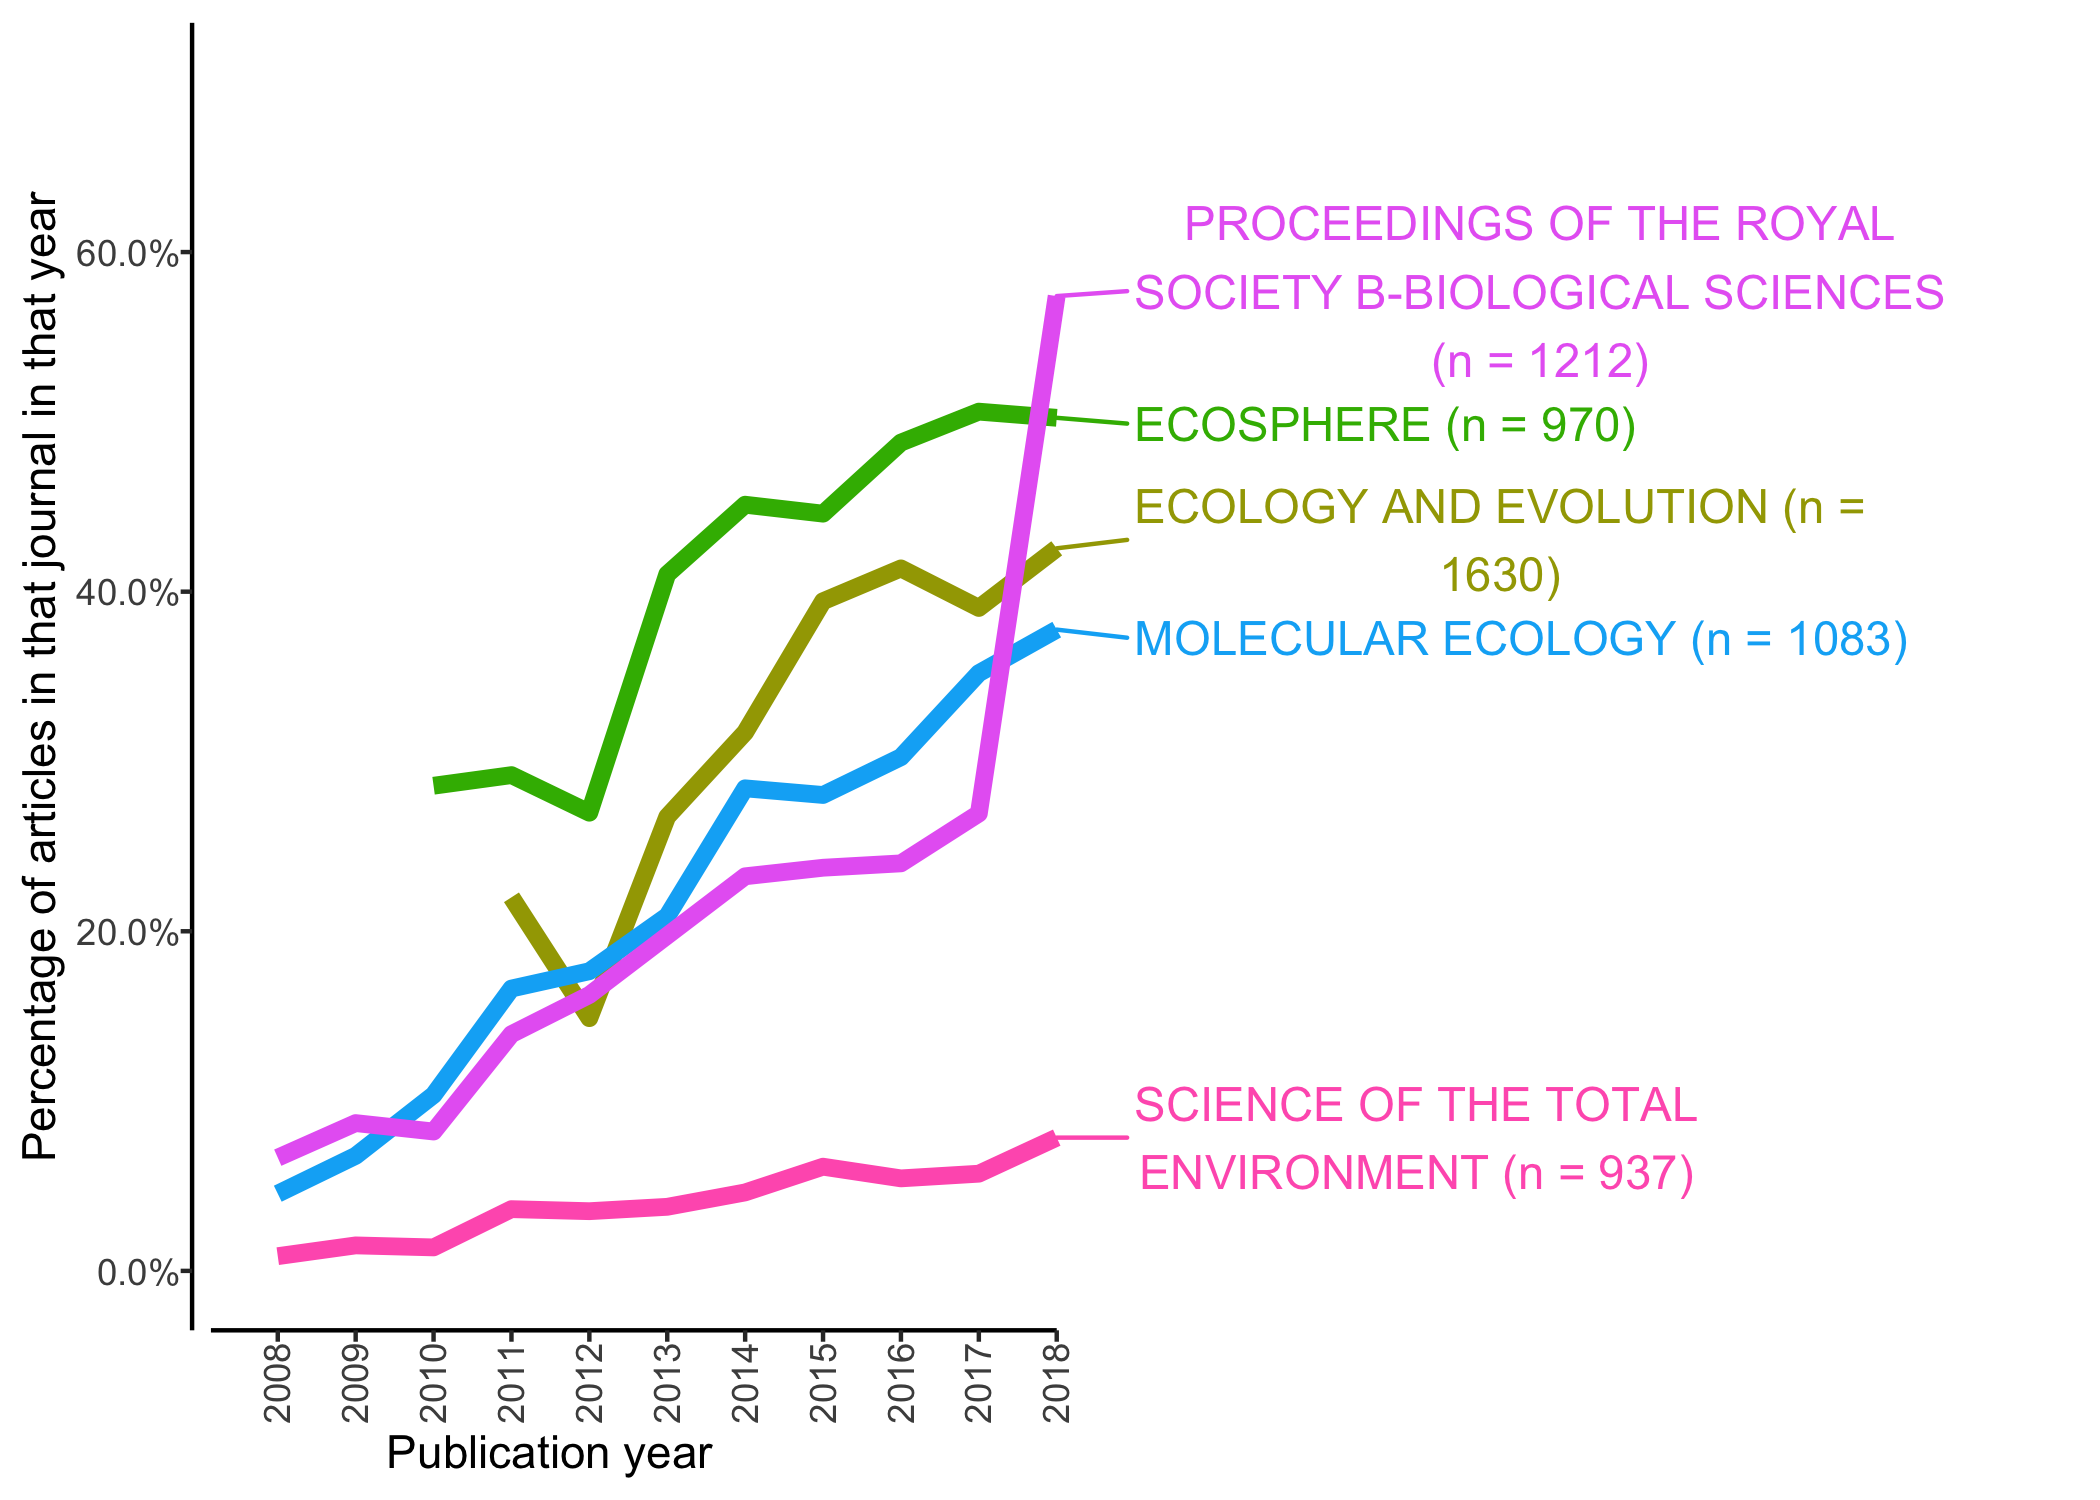 Percentage of articles in that journal in that year
60.0%
40.0%
20.0%
0.0%
PROCEEDINGS OF THE ROYAL
SOCIETY B-BIOLOGICAL SCIENCES
(n = 1212)
ECOSPHERE (n = 970)
ECOLOGY AND EVOLUTION (n =
1630)
MOLECULAR ECOLOGY (n = 1083)
SCIENCE OF THE TOTAL
ENVIRONMENT (n = 937)
2008
2009
2010
2011
2012
2013
2014
2015
2016
2017
2018
Publication year